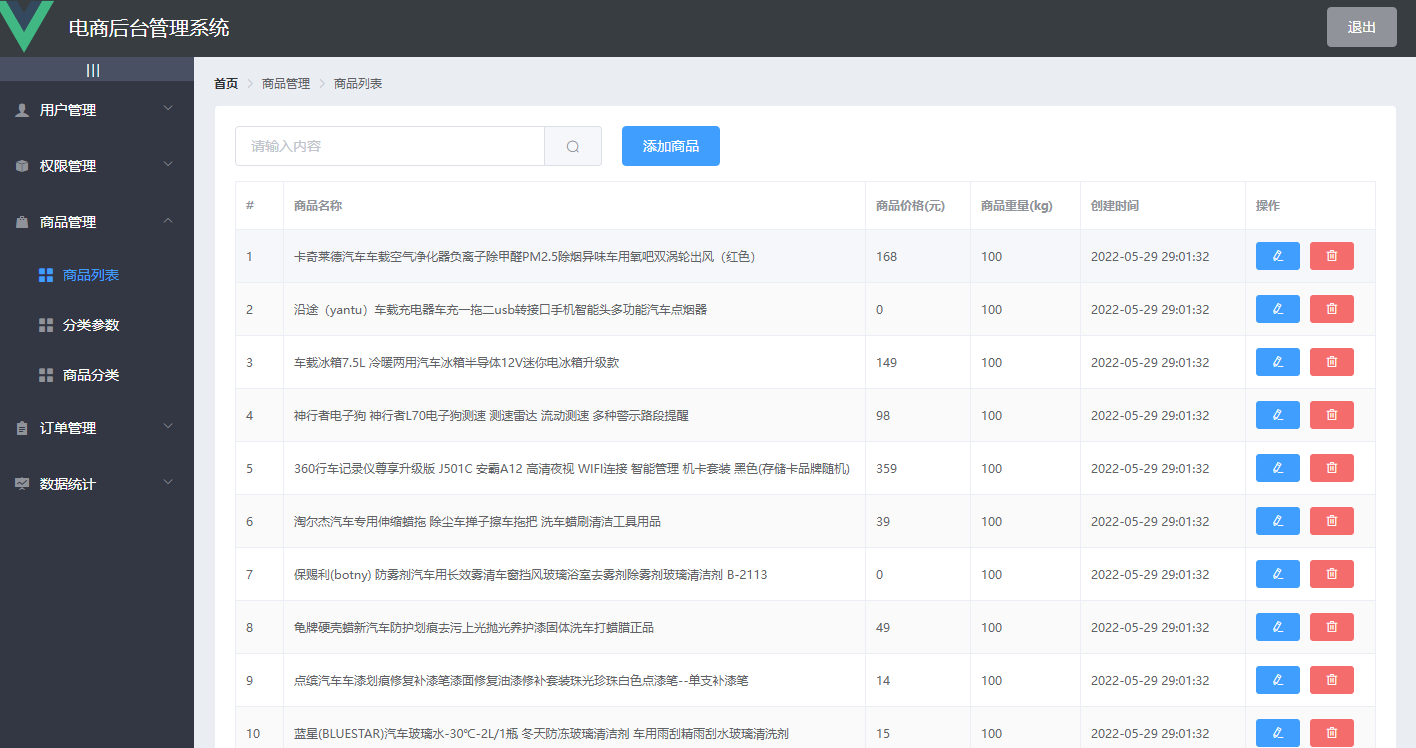 电商后台管理系统
退出
|||
用户管理
权限管理
商品管理
商品列表
分类参数
商品分类
订单管理
数据统计
首页 > 商品管理 > 商品列表
请输入内容
添加商品
# 商品名称 商品价格(元) 商品重量(kg) 创建时间 操作
1 卡奇莱德汽车车载空气净化器负离子除甲醛PM2.5除烟异味车用氧吧双涡轮出风（红色） 168 100 2022-05-29 29:01:32
2 沿途（yantu）车载充电器车充一拖二usb转接口手机智能头多功能汽车点烟器 0 100 2022-05-29 29:01:32
3 车载冰箱7.5L 冷暖两用汽车冰箱半导体12V迷你电冰箱升级款 149 100 2022-05-29 29:01:32
4 神行者电子狗 神行者L70电子狗测速 测速雷达 流动测速 多种警示路段提醒 98 100 2022-05-29 29:01:32
5 360行车记录仪尊享升级版 J501C 安霸A12 高清夜视 WIFI连接 智能管理 机卡套装 黑色(存储卡品牌随机) 359 100 2022-05-29 29:01:32
6 淘尔杰汽车专用伸缩蜡拖 除尘车掸子擦车拖把 洗车蜡刷清洁工具用品 39 100 2022-05-29 29:01:32
7 保赐利(botny) 防雾剂汽车用长效雾清车窗挡风玻璃浴室去雾剂除雾剂玻璃清洁剂 B-2113 0 100 2022-05-29 29:01:32
8 龟牌硬壳蜡新汽车防护划痕去污上光抛光养护漆固体洗车打蜡腊正品 49 100 2022-05-29 29:01:32
9 点缤汽车车漆划痕修复补漆笔漆面修复油漆修补套装珠光珍珠白色点漆笔--单支补漆笔 14 100 2022-05-29 29:01:32
10 蓝星(BLUESTAR)汽车玻璃水-30℃-2L/1瓶 冬天防冻玻璃清洁剂 车用雨刮精雨刮水玻璃清洗剂 15 100 2022-05-29 29:01:32